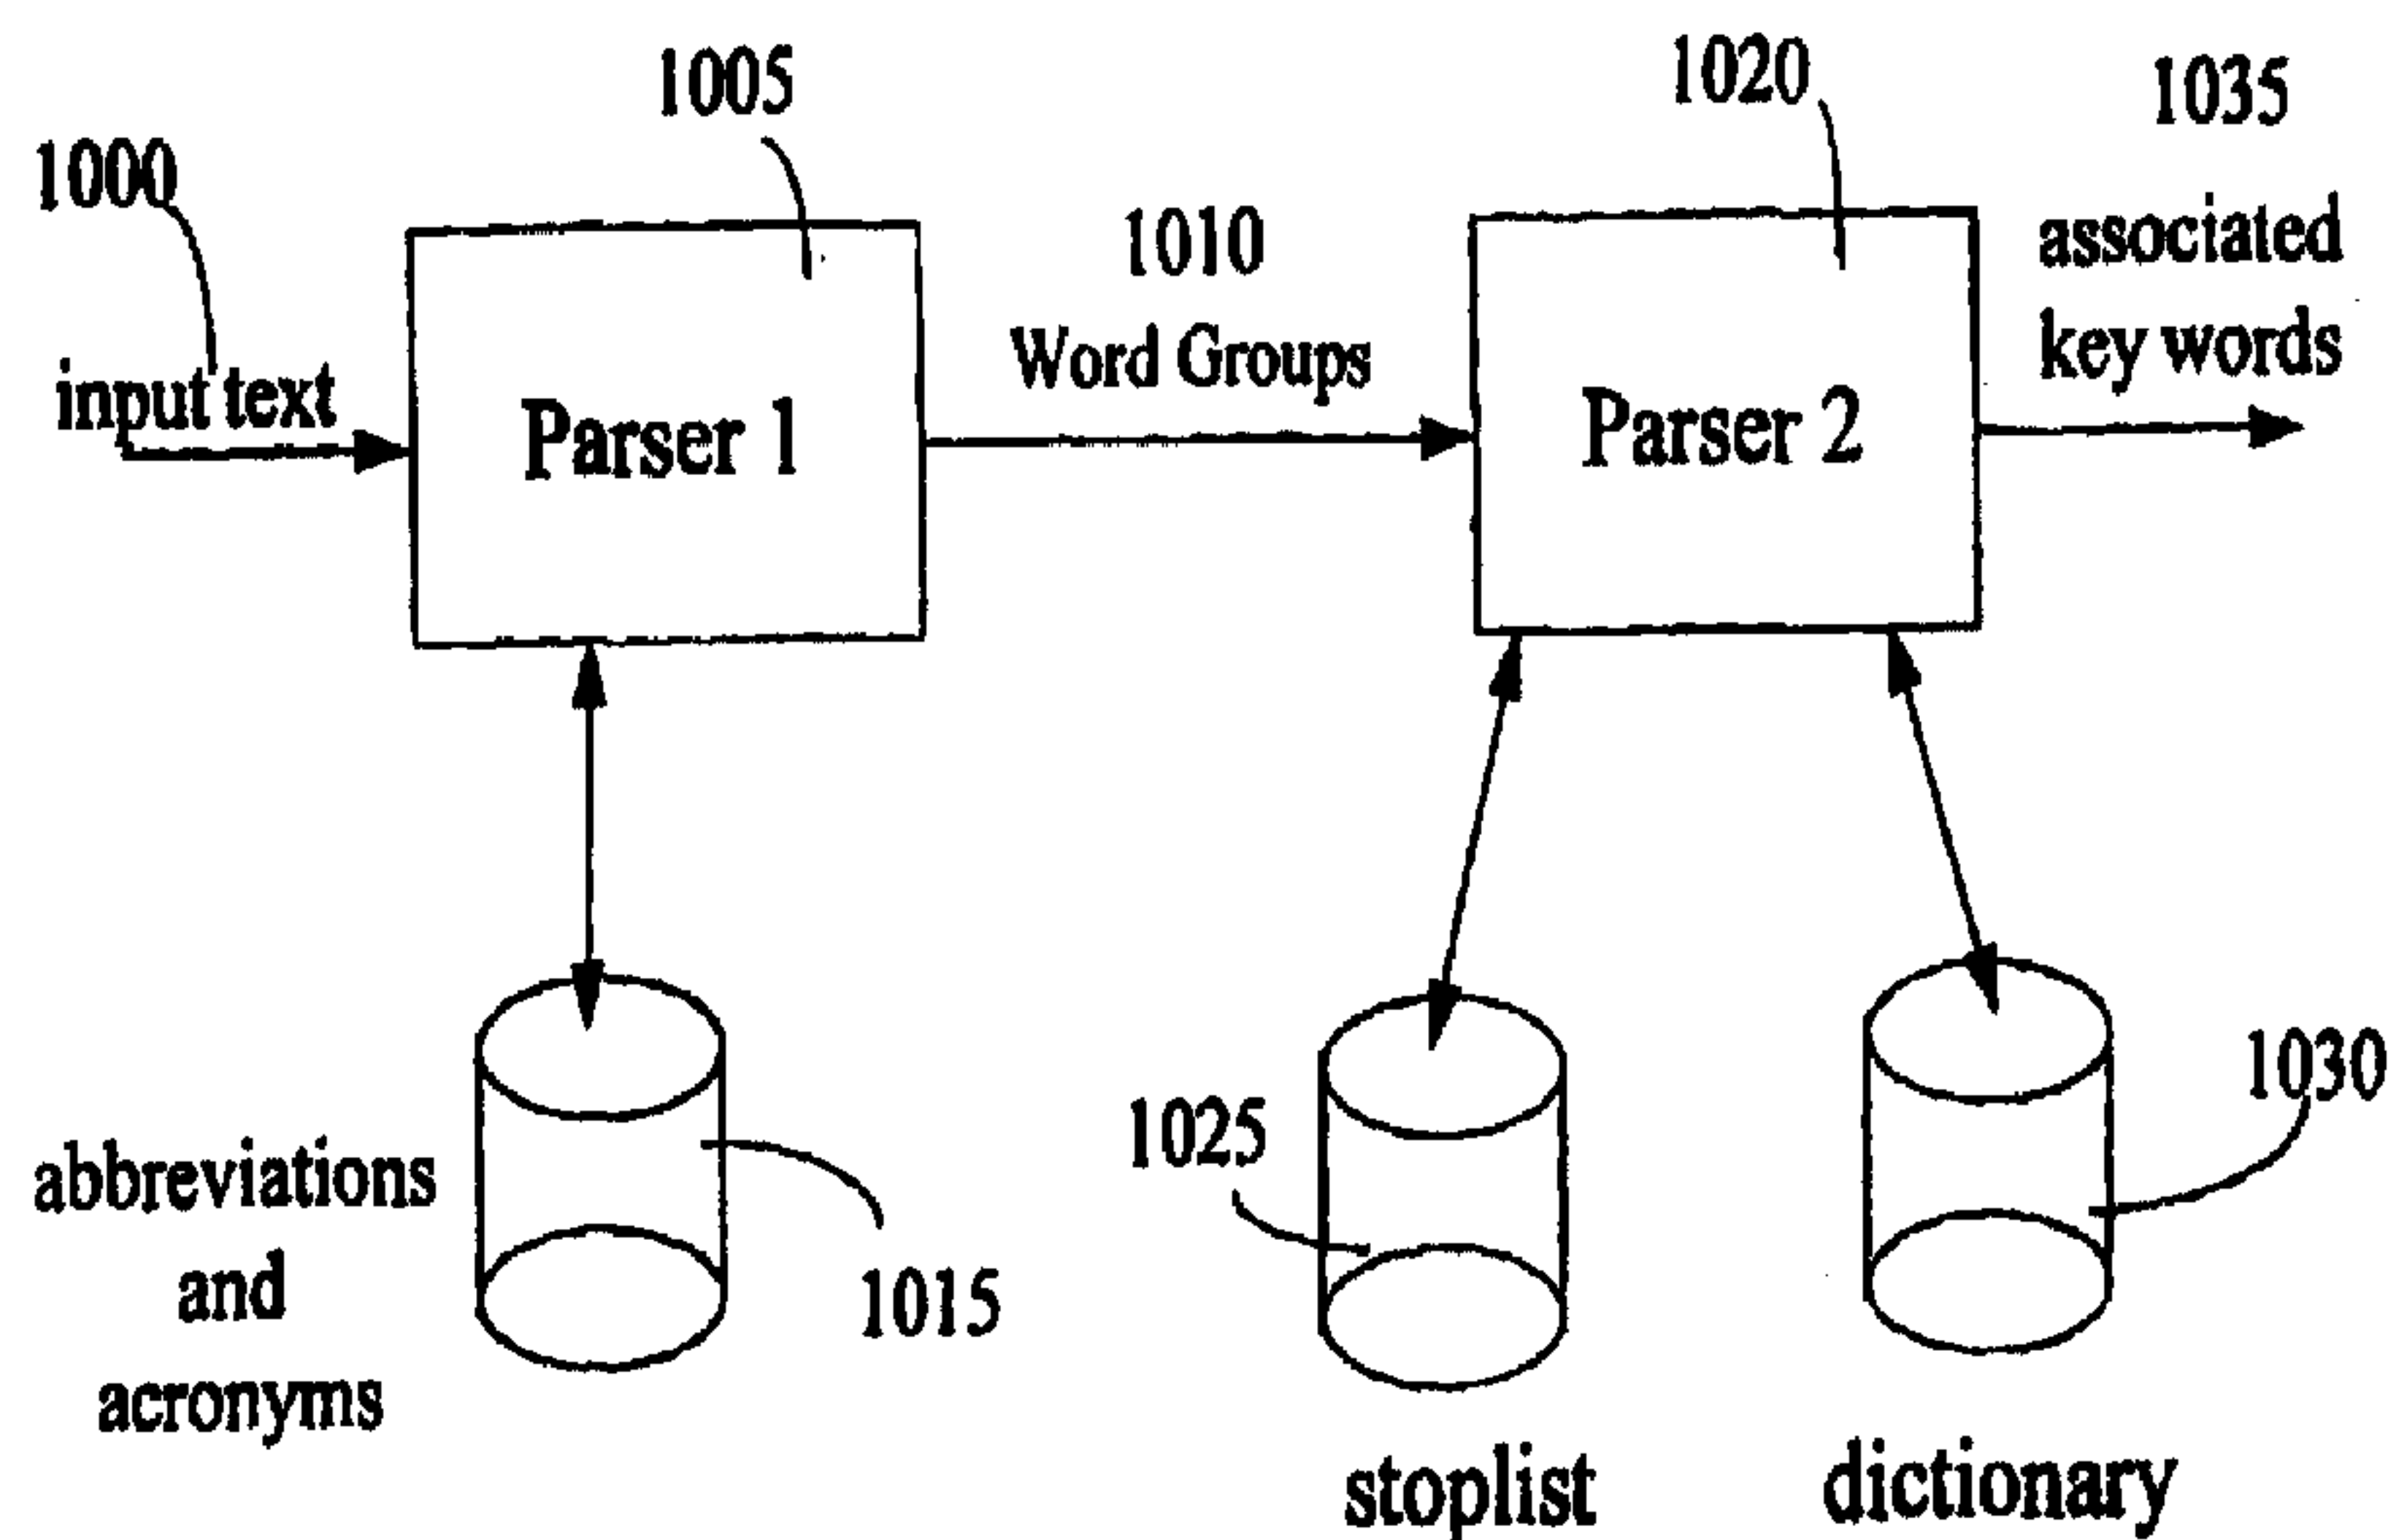 1000
input text
1005
Parser 1
1010
Word Groups
1020
Parser 2
1035
associated
key words
abbreviations
and
acronyms
1015
1025
stoplist
1030
dictionary